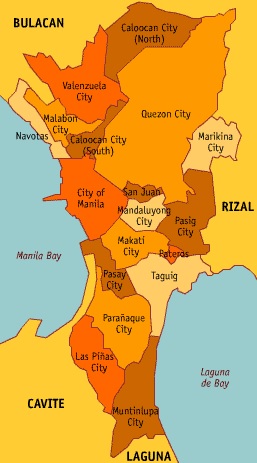 BULACAN
Caloocan City
(North)
Valenzuela
City
Malabon
City
Quezon City
Navotas
Caloocan City
(South)
Marikina
City
San Juan
City of
Manila
Mandaluyong
City
Pasig
City
RIZAL
Makati
City
Pateros
Manila Bay
Pasay
City
Taguig
Parañaque
City
Las Piñas
City
Laguna
de Bay
CAVITE
Muntinlupa
City
LAGUNA